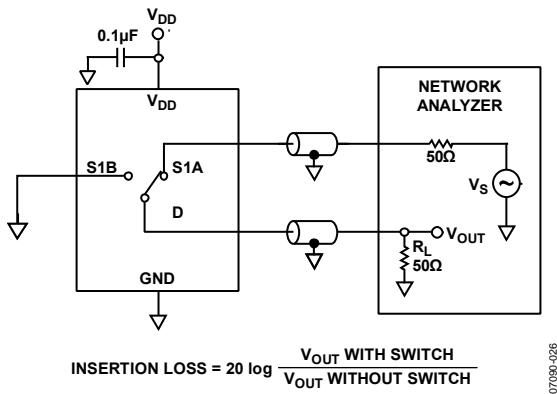 VDD
0.1µF
VDD
NETWORK
ANALYZER
S1B
S1A
50Ω
VS
D
VOUT
RL
50Ω
GND
INSERTION LOSS = 20 log VOUT WITH SWITCH
VOUT WITHOUT SWITCH
07090-026